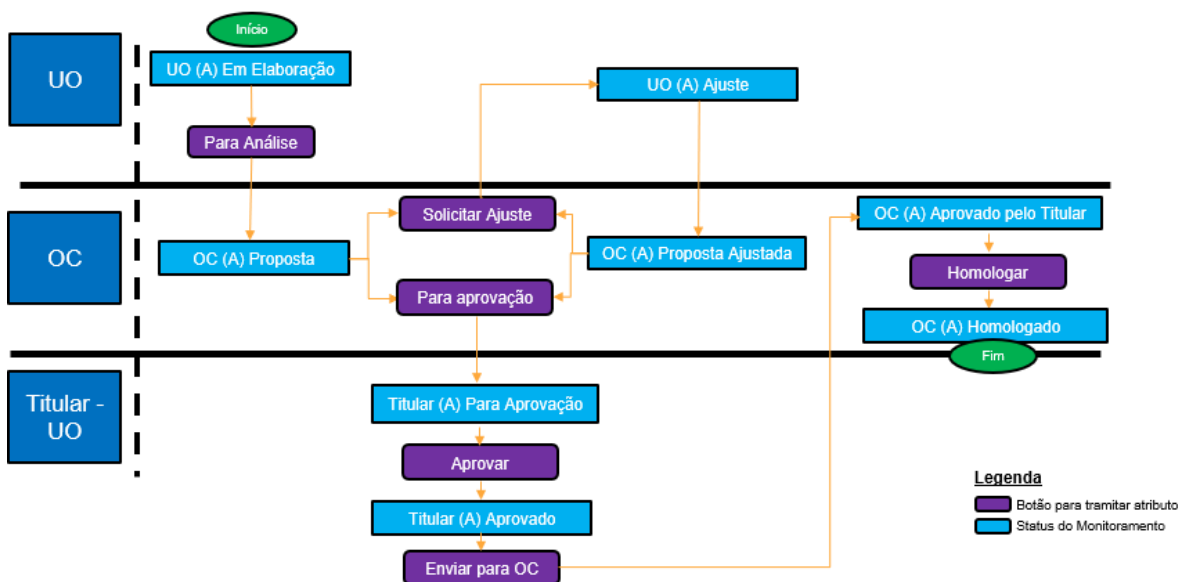 UO
Início
UO (A) Em Elaboração
Para Análise
UO (A) Ajuste
OC
OC (A) Proposta
Solicitar Ajuste
Para aprovação
OC (A) Proposta Ajustada
OC (A) Aprovado pelo Titular
Homologar
OC (A) Homologado
Fim
Titular -
UO
Titular (A) Para Aprovação
Aprovar
Titular (A) Aprovado
Enviar para OC
Legenda
Botão para tramitar atributo
Status do Monitoramento